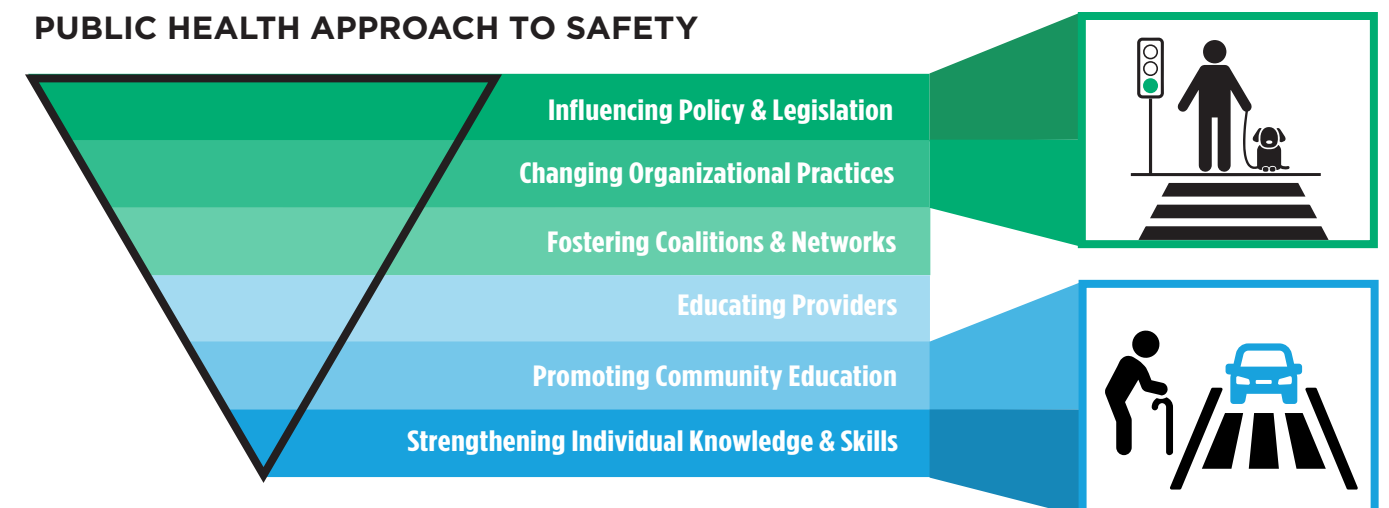 PUBLIC HEALTH APPROACH TO SAFETY
Influencing Policy & Legislation
Changing Organizational Practices
Fostering Coalitions & Networks
Educating Providers
Promoting Community Education
Strengthening Individual Knowledge & Skills